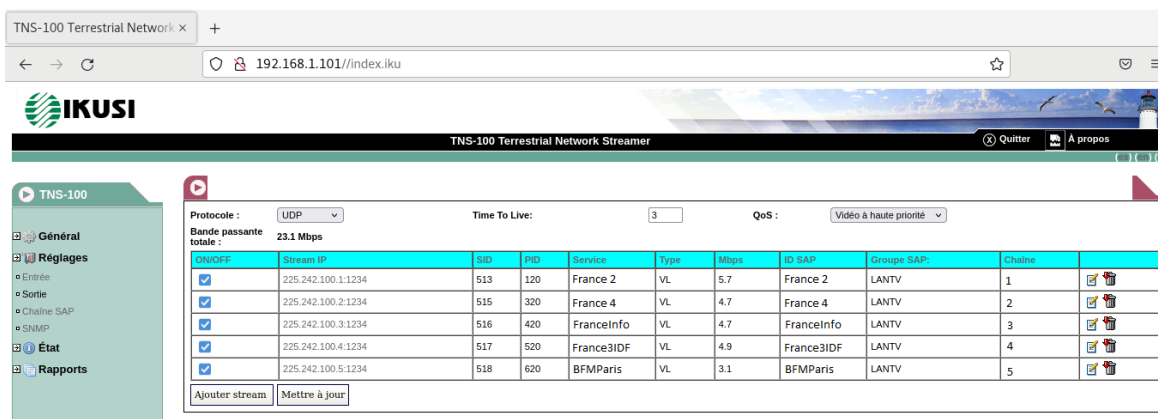 TNS-100 Terrestrial Network × +
192.168.1.101//index.iku
IKUSI
TNS-100 Terrestrial Network Streamer
Quitter À propos
(es) (en) (
TNS-100
Général
Réglages
Entrée
Sortie
Chaîne SAP
SNMP
État
Rapports
Protocole : UDP Time To Live: 3 QoS : Vidéo à haute priorité
Bande passante
totale : 23.1 Mbps
ON/OFF Stream IP SID PID Service Type Mbps ID SAP Groupe SAP: Chaîne
225.242.100.1:1234 513 120 France 2 VL 5.7 France 2 LANTV 1
225.242.100.2:1234 515 320 France 4 VL 4.7 France 4 LANTV 2
225.242.100.3:1234 516 420 FranceInfo VL 4.7 FranceInfo LANTV 3
225.242.100.4:1234 517 520 France3IDF VL 4.9 France3IDF LANTV 4
225.242.100.5:1234 518 620 BFMParis VL 3.1 BFMParis LANTV 5
Ajouter stream Mettre à jour